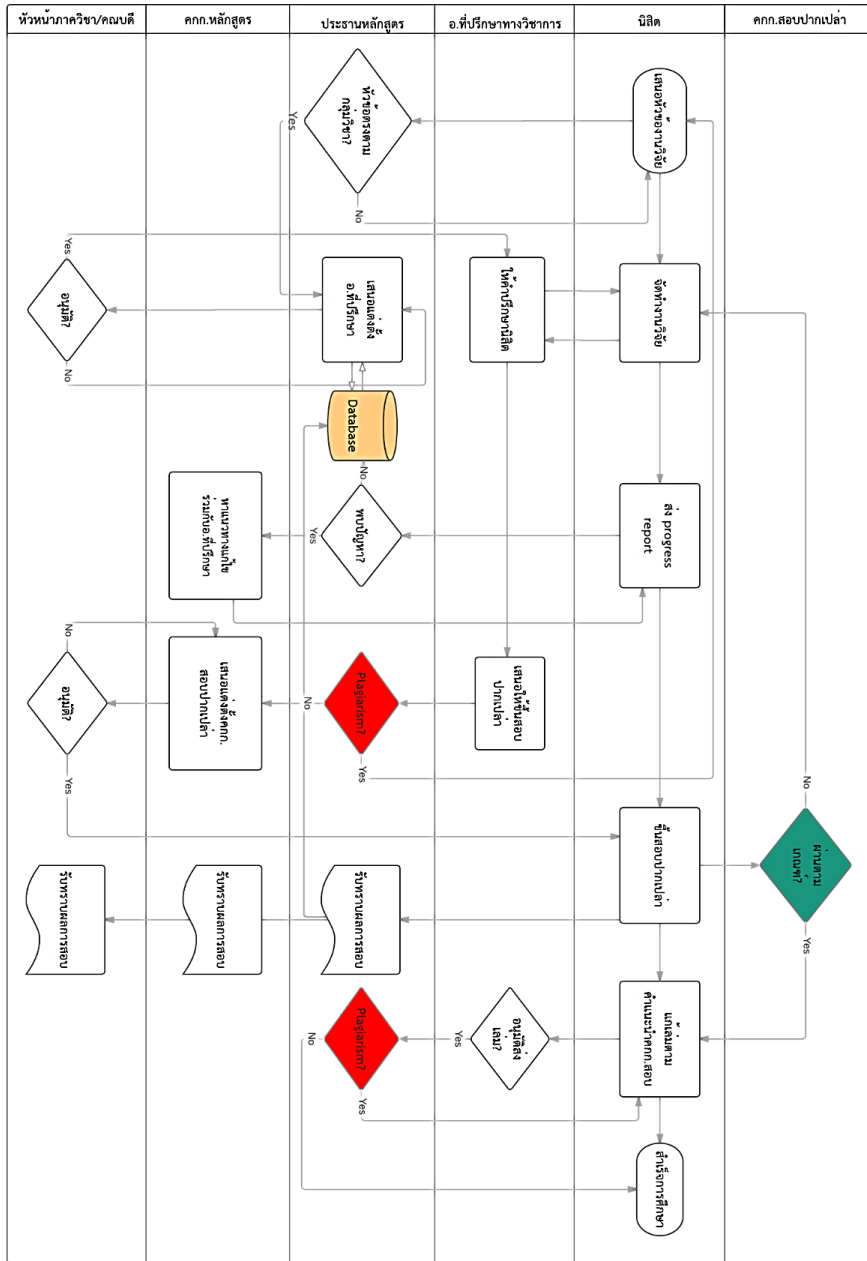 หัวหน้าภาควิชา/คณบดี
คกก.หลักสูตร
ประธานหลักสูตร
อ.ที่ปรึกษาทางวิชาการ
นิสิต
คกก.สอบปากเปล่า
หัวข้อตรงตาม
กลุ่มวิชา?
เสนอหัวข้องานวิจัย
Yes
No
Yes
อนุมัติ?
No
เสนอแต่งตั้ง
อ.ที่ปรึกษา
ให้คำปรึกษานิสิต
จัดทำงานวิจัย
Database
No
พบปัญหา?
Yes
หาแนวทางแก้ไข
ร่วมกับอ.ที่ปรึกษา
ส่ง progress
report
No
อนุมัติ?
Yes
เสนอแต่งตั้งคกก.
สอบปากเปล่า
No
Plagiarism?
Yes
เสนอให้ขึ้นสอบ
ปากเปล่า
ขึ้นสอบปากเปล่า
No
ผ่านตาม
เกณฑ์?
Yes
รับทราบผลการสอบ
รับทราบผลการสอบ
รับทราบผลการสอบ
Plagiarism?
No
Yes
อนุมัติส่ง
เล่ม?
Yes
แก้เล่มตาม
คำแนะนำคกก.สอบ
สำเร็จการศึกษา